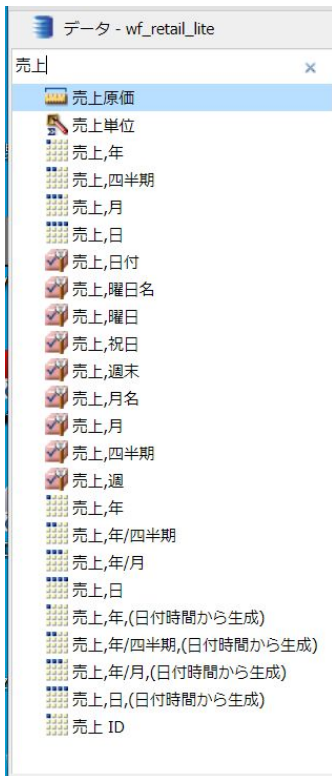 データ - wf_retail_lite
売上
売上原価
売上単位
売上,年
売上,四半期
売上,月
売上,日
売上,日付
売上,曜日名
売上,曜日
売上,祝日
売上,週末
売上,月名
売上,月
売上,四半期
売上,週
売上,年
売上,年/四半期
売上,年/月
売上,日
売上,年,(日付時間から生成)
売上,年/四半期,(日付時間から生成)
売上,年/月,(日付時間から生成)
売上,日,(日付時間から生成)
売上 ID